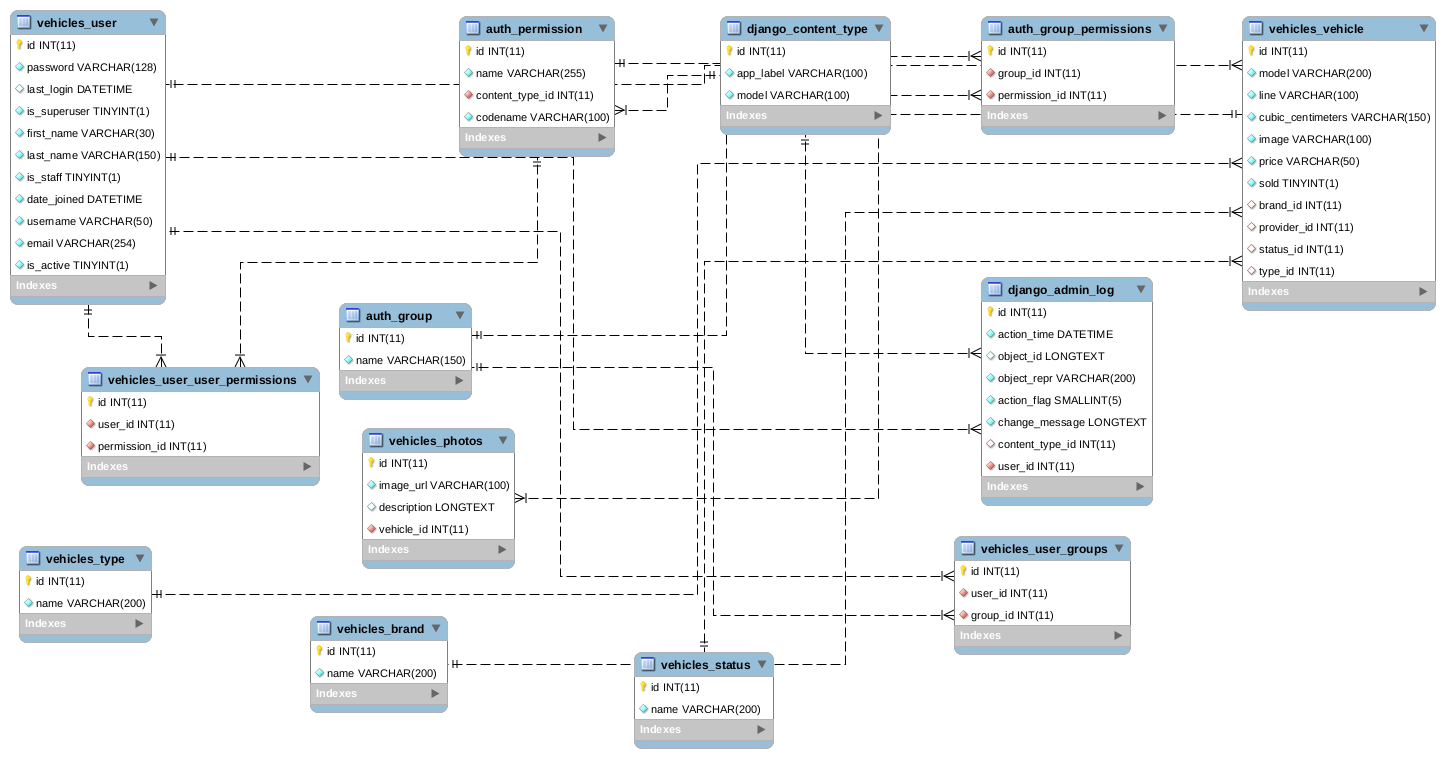 vehicles_user
id INT(11)
password VARCHAR(128)
last_login DATETIME
is_superuser TINYINT(1)
first_name VARCHAR(30)
last_name VARCHAR(150)
is_staff TINYINT(1)
date_joined DATETIME
username VARCHAR(50)
email VARCHAR(254)
is_active TINYINT(1)
Indexes
auth_permission
id INT(11)
name VARCHAR(255)
content_type_id INT(11)
codename VARCHAR(100)
Indexes
django_content_type
id INT(11)
app_label VARCHAR(100)
model VARCHAR(100)
Indexes
auth_group_permissions
id INT(11)
group_id INT(11)
permission_id INT(11)
Indexes
vehicles_vehicle
id INT(11)
model VARCHAR(200)
line VARCHAR(100)
cubic_centimeters VARCHAR(150)
image VARCHAR(100)
price VARCHAR(50)
sold TINYINT(1)
brand_id INT(11)
provider_id INT(11)
status_id INT(11)
type_id INT(11)
Indexes
auth_group
id INT(11)
name VARCHAR(150)
Indexes
django_admin_log
id INT(11)
action_time DATETIME
object_id LONGTEXT
object_repr VARCHAR(200)
action_flag SMALLINT(5)
change_message LONGTEXT
content_type_id INT(11)
user_id INT(11)
Indexes
vehicles_user_user_permissions
id INT(11)
user_id INT(11)
permission_id INT(11)
Indexes
vehicles_photos
id INT(11)
image_url VARCHAR(100)
description LONGTEXT
vehicle_id INT(11)
Indexes
vehicles_type
id INT(11)
name VARCHAR(200)
Indexes
vehicles_user_groups
id INT(11)
user_id INT(11)
group_id INT(11)
Indexes
vehicles_brand
id INT(11)
name VARCHAR(200)
Indexes
vehicles_status
id INT(11)
name VARCHAR(200)
Indexes